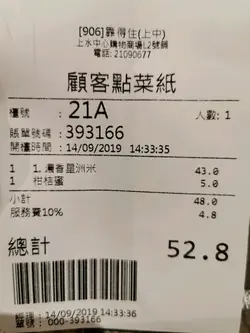 [906]靠得住(上中)
上水中心購物商場L2號舖
電話: 21090677
顧客點菜紙
檯號 : 21A 人數: 1
賬單號碼 : 393166
開檯時間 : 14/09/2019 14:33:35
1 1.濃香星洲米 43.0
1 柑桔蜜 5.0
小計 48.0
服務費10% 4.8
總計 52.8
14/09/2019 14:33:36
單號: 000-393166